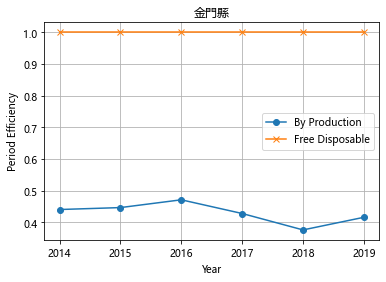 金門縣
1.0
0.9
0.8
0.7
0.6
0.5
0.4
Period Efficiency
By Production
Free Disposable
2014 2015 2016 2017 2018 2019
Year